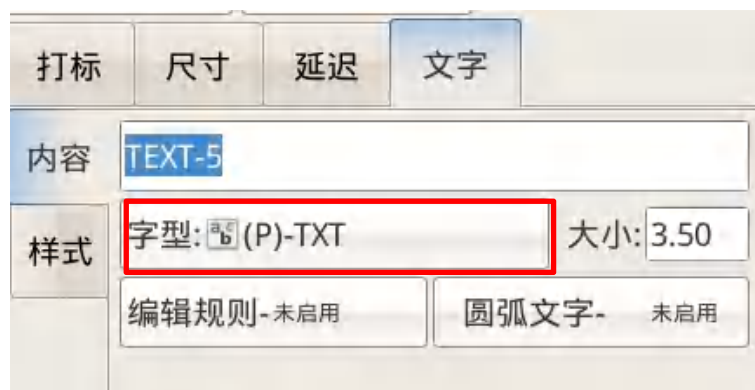 打标 尺寸 延迟 文字
内容 TEXT-5
样式 字型: (P)-TXT 大小: 3.50
编辑规则-未启用 圆弧文字- 未启用